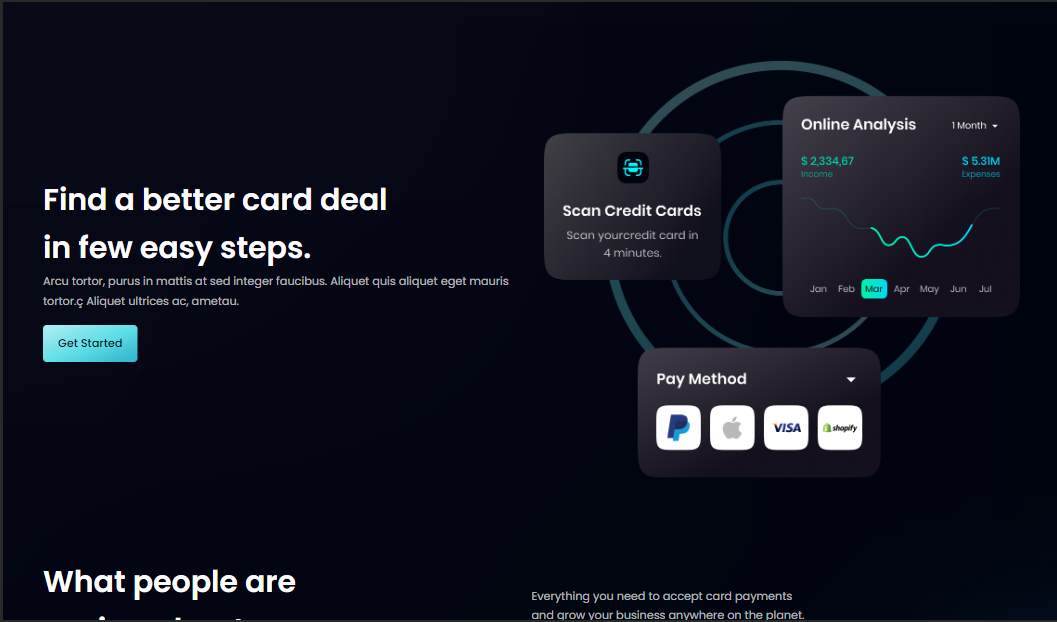 Find a better card deal
in few easy steps.
Arcu tortor, purus in mattis at sed integer faucibus. Aliquet quis aliquet eget mauris
tortor.ç Aliquet ultrices ac, ametau.
Get Started
Scan Credit Cards
Scan yourcredit card in
4 minutes.
Online Analysis
1 Month
$ 2,334,67
$ 5.31M
Income
Expenses
Jan Feb Mar Apr May Jun Jul
Pay Method
VISA
shopify
What people are
Everything you need to accept card payments
and grow your business anywhere on the planet.